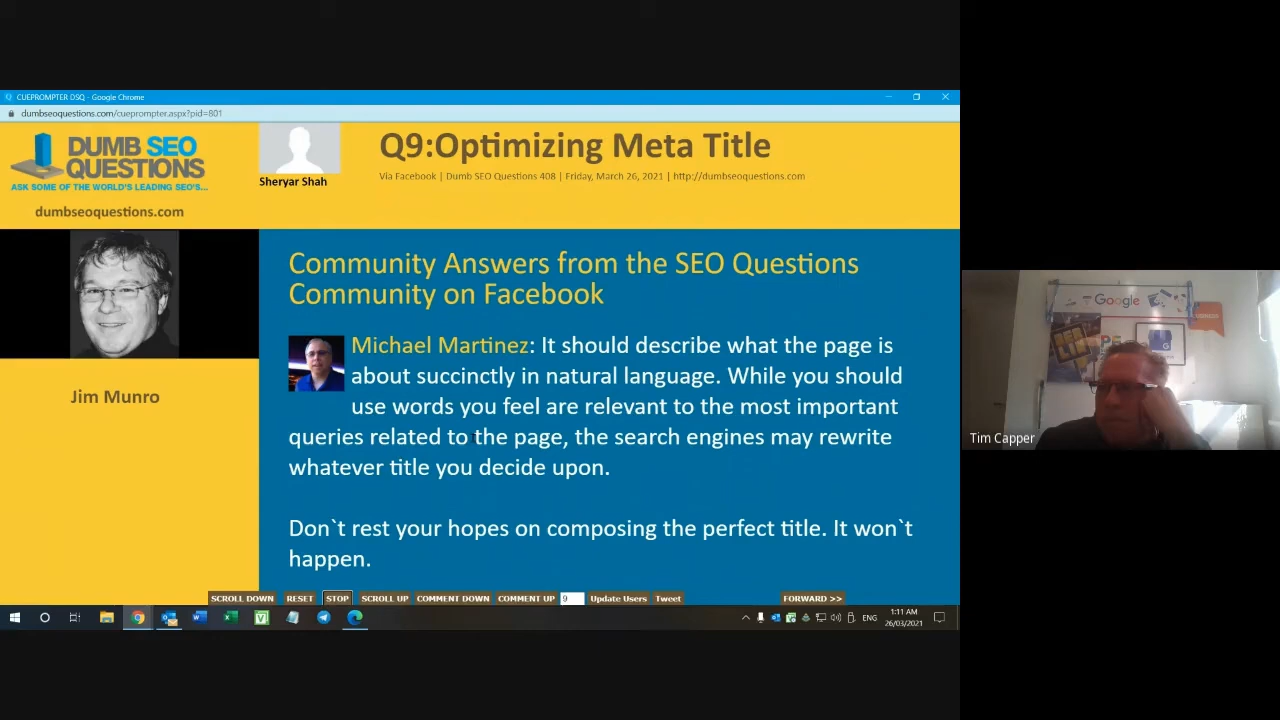 CUEPROMPTER DSQ - Google Chrome
dumbseoquestions.com/cueprompter.aspx?pid=801
DUMB SEO
QUESTIONS
ASK SOME OF THE WORLD'S LEADING SEO'S...
dumbseoquestions.com
Sheryar Shah
Q9:Optimizing Meta Title
Via Facebook | Dumb SEO Questions 408 | Friday, March 26, 2021 | http://dumbseoquestions.com
Jim Munro
Community Answers from the SEO Questions
Community on Facebook
Michael Martinez: It should describe what the page is
about succinctly in natural language. While you should
use words you feel are relevant to the most important
queries related to the page, the search engines may rewrite
whatever title you decide upon.
Don`t rest your hopes on composing the perfect title. It won`t
happen.
SCROLL DOWN RESET STOP SCROLL UP COMMENT DOWN COMMENT UP 9 Update Users Tweet FORWARD >>
ENG
1:11 AM
26/03/2021
Google
Tim Capper